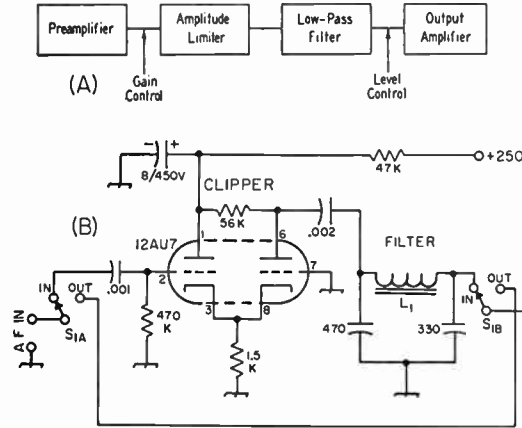 Preamplifier
Amplitude
Limiter
Low-Pass
Filter
Output
Amplifier
(A)
Gain
Control
Level
Control
- +
8/450V
47K
+250
CLIPPER
(B)
56K
.002
12AU7
1
6
FILTER
IN
OUT
.001
2
7
L1
IN
OUT
S1A
3
8
S1B
A F IN
470
K
1.5
K
470
330